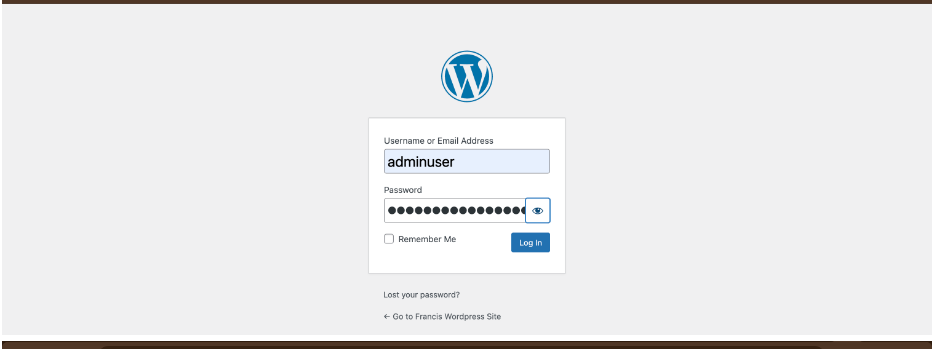 Username or Email Address
adminuser
Password
Remember Me
Log In
Lost your password?
← Go to Francis Wordpress Site